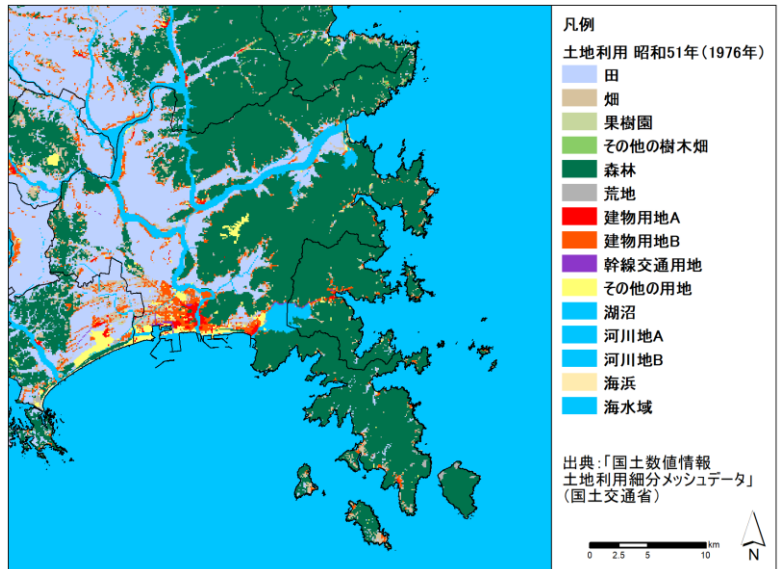 凡例
土地利用 昭和51年(1976年)
田
畑
果樹園
その他の樹木畑
森林
荒地
建物用地A
建物用地B
幹線交通用地
その他の用地
湖沼
河川地A
河川地B
海浜
海水域
出典:「国土数値情報
土地利用細分メッシュデータ」
(国土交通省)
km
0 2.5 5 10
N